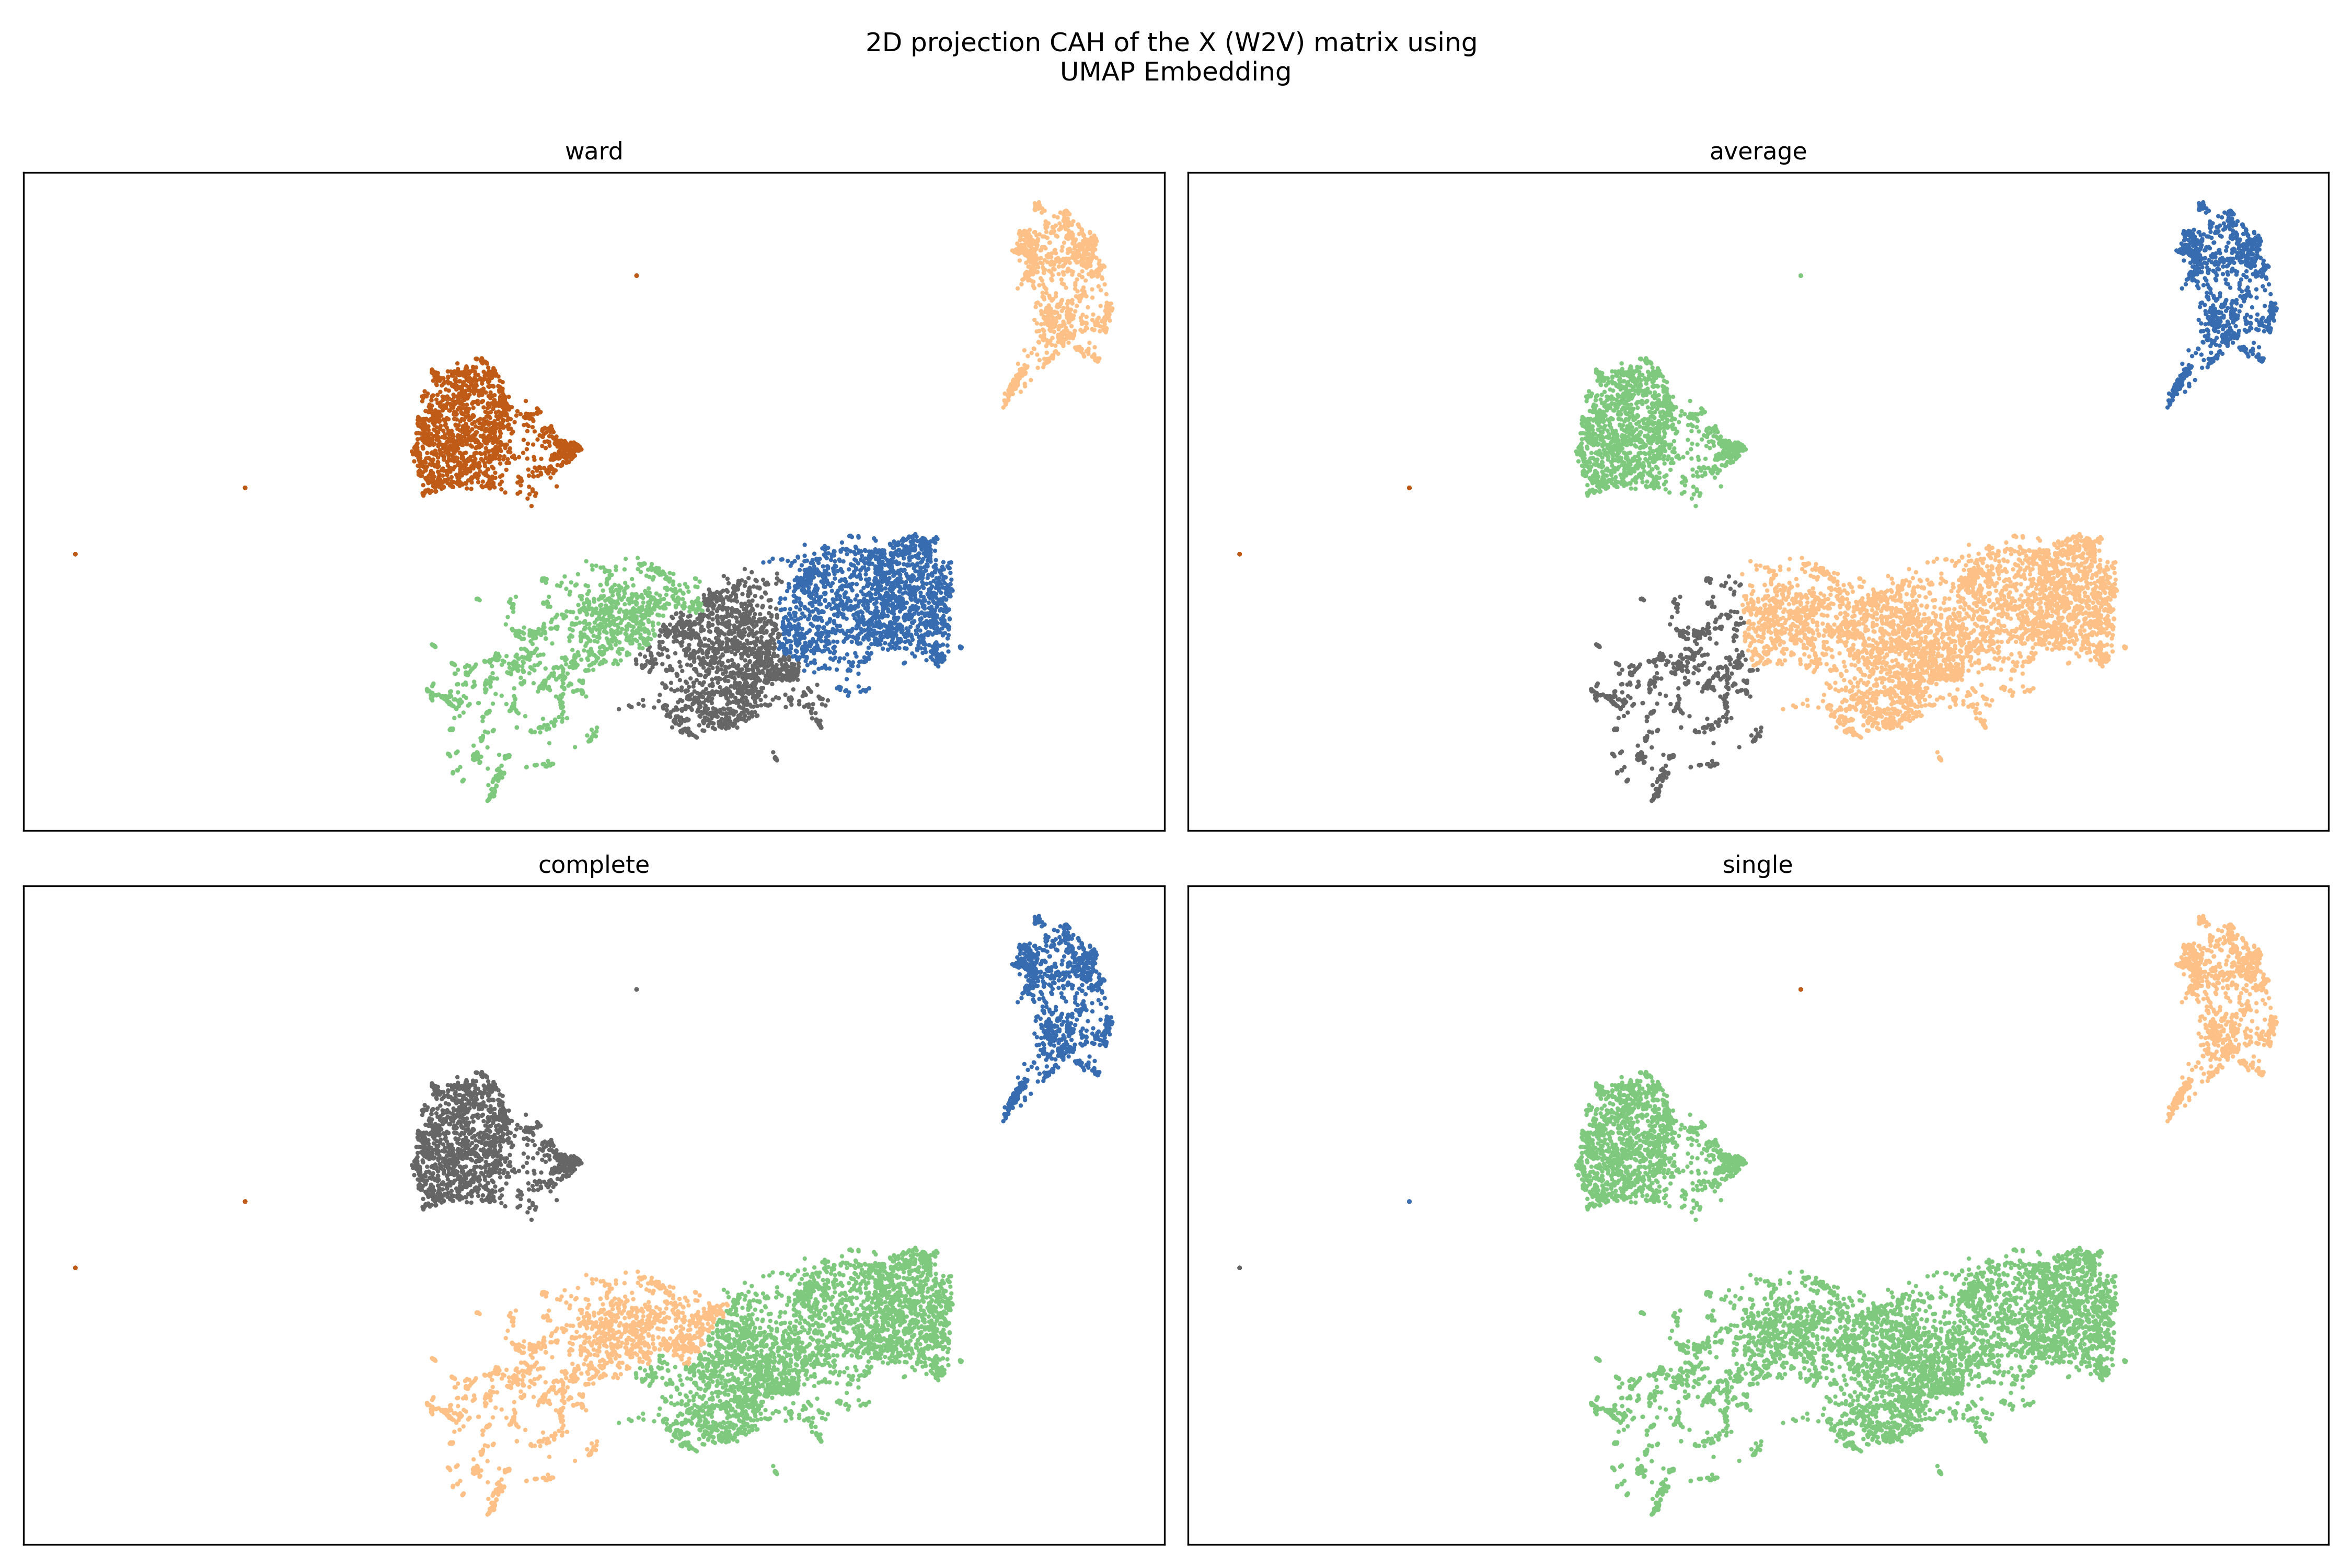 2D projection CAH of the X (W2V) matrix using
UMAP Embedding
ward
average
complete
single